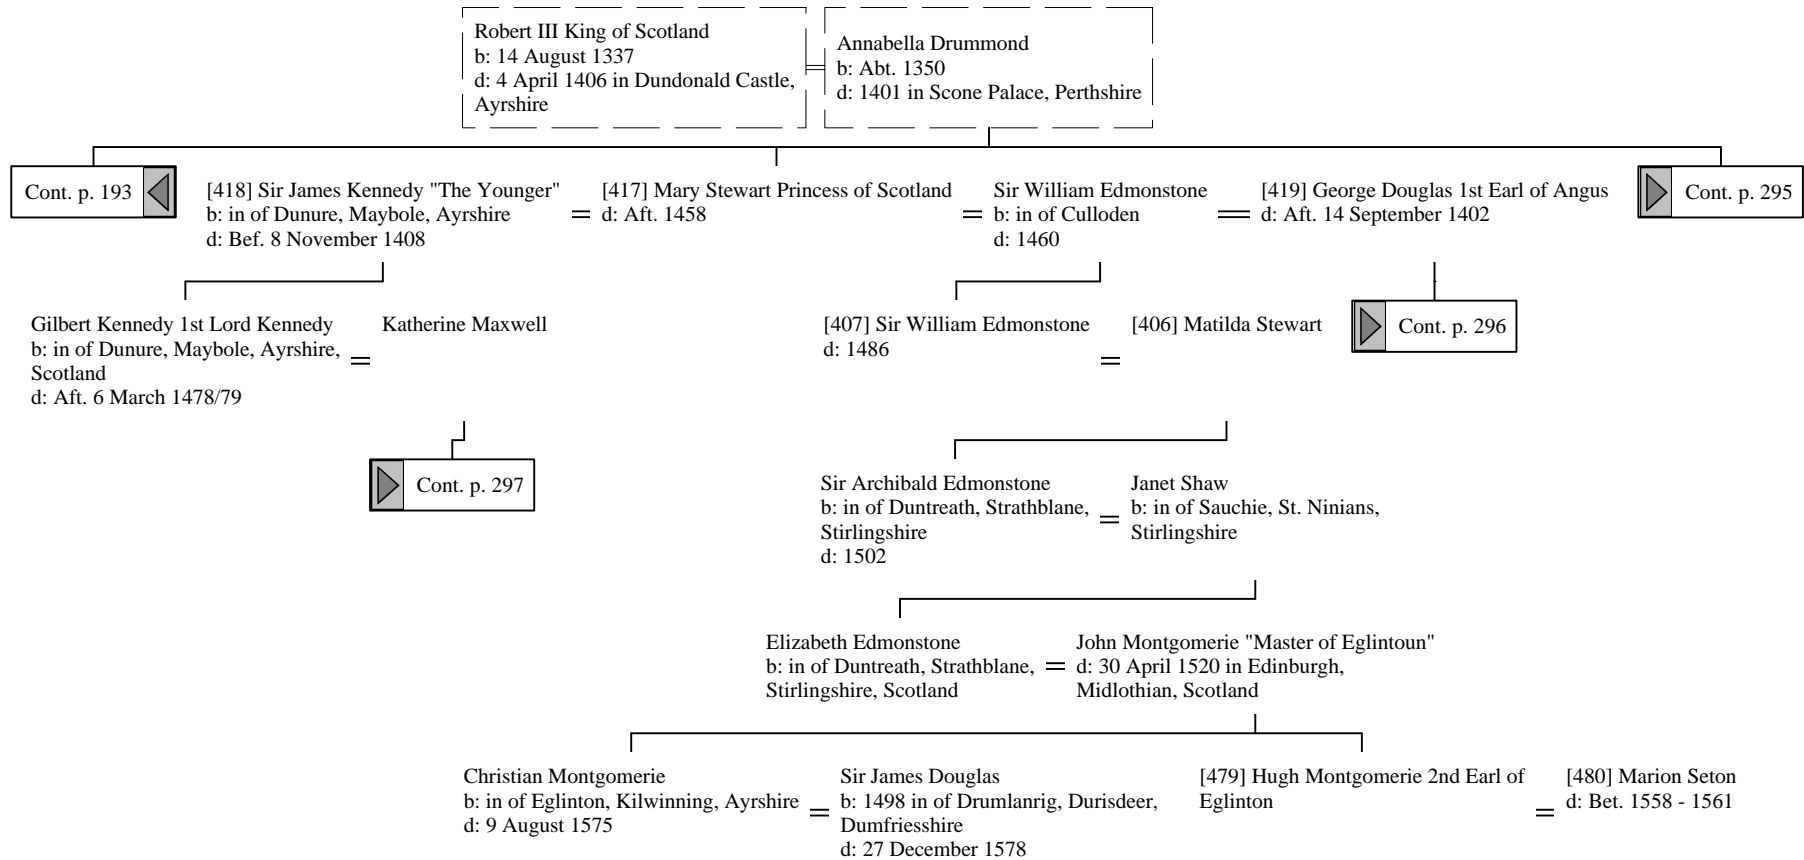 Robert III King of Scotland
b: 14 August 1337
d: 4 April 1406 in Dundonald Castle,
Ayrshire
Annabella Drummond
b: Abt. 1350
d: 1401 in Scone Palace, Perthshire
Cont. p. 193
[418] Sir James Kennedy "The Younger"
b: in of Dunure, Maybole, Ayrshire
d: Bef. 8 November 1408
=
[417] Mary Stewart Princess of Scotland
d: Aft. 1458
=
Sir William Edmonstone
b: in of Culloden
d: 1460
=
[419] George Douglas 1st Earl of Angus
d: Aft. 14 September 1402
Cont. p. 295
Gilbert Kennedy 1st Lord Kennedy
b: in of Dunure, Maybole, Ayrshire,
Scotland
d: Aft. 6 March 1478/79
=
Katherine Maxwell
[407] Sir William Edmonstone
d: 1486
=
[406] Matilda Stewart
Cont. p. 296
Cont. p. 297
Sir Archibald Edmonstone
b: in of Duntreath, Strathblane,
Stirlingshire
d: 1502
=
Janet Shaw
b: in of Sauchie, St. Ninians,
Stirlingshire
Elizabeth Edmonstone
b: in of Duntreath, Strathblane,
Stirlingshire, Scotland
=
John Montgomerie "Master of Eglintoun"
d: 30 April 1520 in Edinburgh,
Midlothian, Scotland
Christian Montgomerie
b: in of Eglinton, Kilwinning, Ayrshire
d: 9 August 1575
=
Sir James Douglas
b: 1498 in of Drumlanrig, Durisdeer,
Dumfriesshire
d: 27 December 1578
[479] Hugh Montgomerie 2nd Earl of
Eglinton
=
[480] Marion Seton
d: Bet. 1558 - 1561